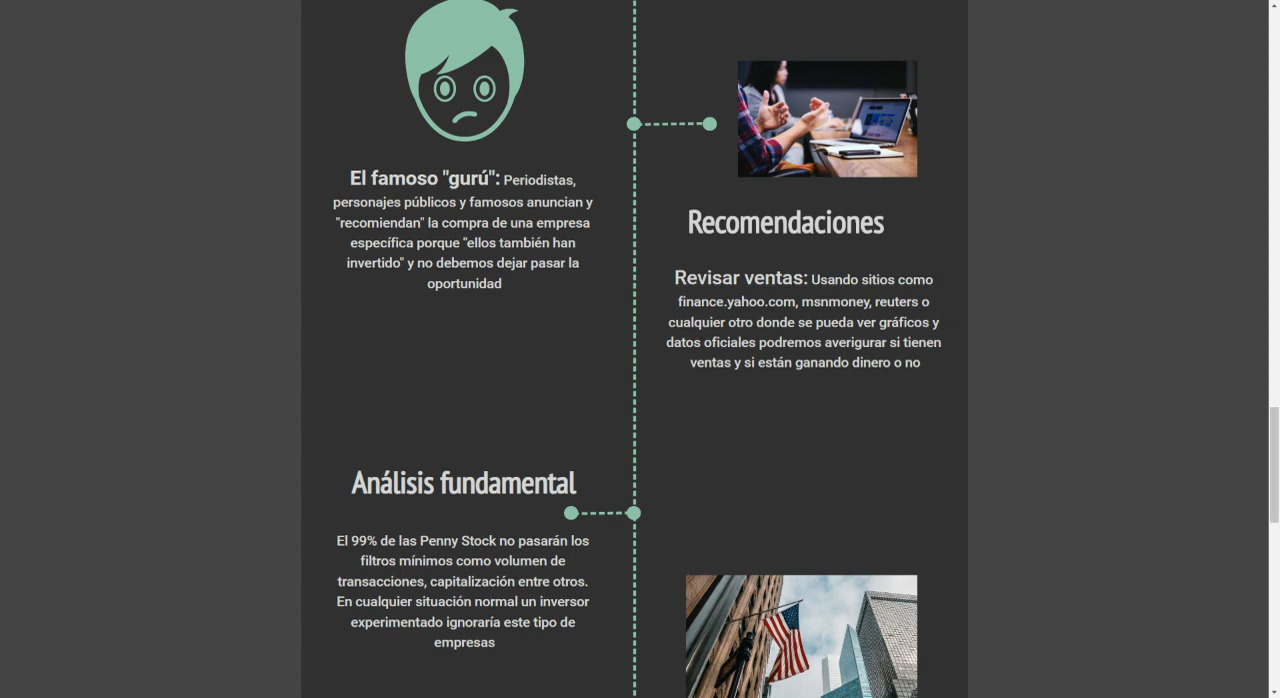 El famoso "gurú": Periodistas,
personajes públicos y famosos anuncian y
"recomiendan" la compra de una empresa
específica porque "ellos también han
invertido" y no debemos dejar pasar la
oportunidad
Recomendaciones
Revisar ventas: Usando sitios como
finance.yahoo.com, msnmoney, reuters o
cualquier otro donde se pueda ver gráficos y
datos oficiales podremos averigurar si tienen
ventas y si están ganando dinero o no
Análisis fundamental
El 99% de las Penny Stock no pasarán los
filtros mínimos como volumen de
transacciones, capitalización entre otros.
En cualquier situación normal un inversor
experimentado ignoraría este tipo de
empresas